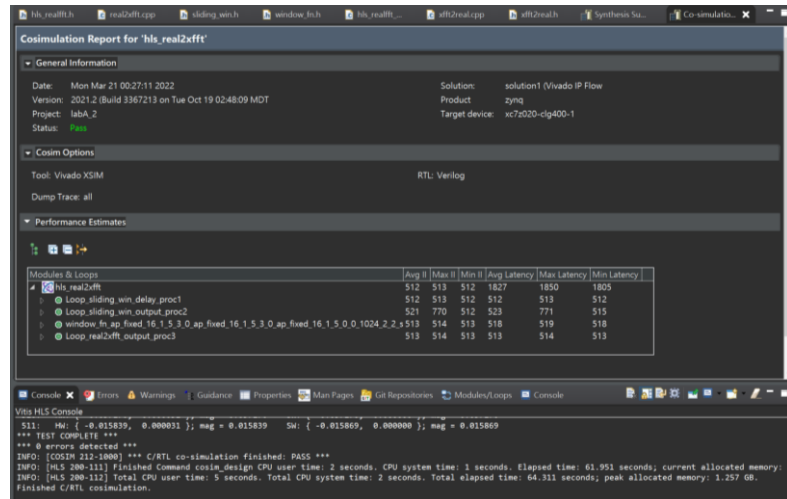 hls_realfft.h real2xfft.cpp sliding_win.h window_fn.h hls_realfft_... xfft2real.cpp xfft2real.h Synthesis Su... Co-simulatio...
Cosimulation Report for 'hls_real2xfft'
General Information
Date: Mon Mar 21 00:27:11 2022 Solution: solution1 (Vivado IP Flow
Version: 2021.2 (Build 3367213 on Tue Oct 19 02:48:09 MDT Product zynq
Project: labA_2 Target device: xc7z020-clg400-1
Status: Pass
Cosim Options
Tool: Vivado XSIM RTL: Verilog
Dump Trace: all
Performance Estimates
Modules & Loops Avg II Max II Min II Avg Latency Max Latency Min Latency
hls_real2xfft 512 513 512 1827 1850 1805
Loop_sliding_win_delay_proc1 512 513 512 512 513 512
Loop_sliding_win_output_proc2 521 770 512 523 771 515
window_fn_ap_fixed_16_1_5_3_0_ap_fixed_16_1_5_3_0_ap_fixed_16_1_5_0_0_1024_2_2_s 513 514 513 518 519 518
Loop_real2xfft_output_proc3 513 514 513 513 514 513
Console Errors Warnings Guidance Properties Man Pages Git Repositories Modules/Loops Console
Vitis HLS Console
511: HW: { -0.015839, 0.000031 }; mag = 0.015839 SW: { -0.015869, 0.000000 }; mag = 0.015869
*** TEST COMPLETE ***
*** 0 errors detected ***
INFO: [COSIM 212-1000] *** C/RTL co-simulation finished: PASS ***
INFO: [HLS 200-111] Finished Command cosim_design CPU user time: 2 seconds. CPU system time: 1 seconds. Elapsed time: 61.951 seconds; current allocated memory:
INFO: [HLS 200-112] Total CPU user time: 5 seconds. Total CPU system time: 2 seconds. Total elapsed time: 64.311 seconds; peak allocated memory: 1.257 GB.
Finished C/RTL cosimulation.